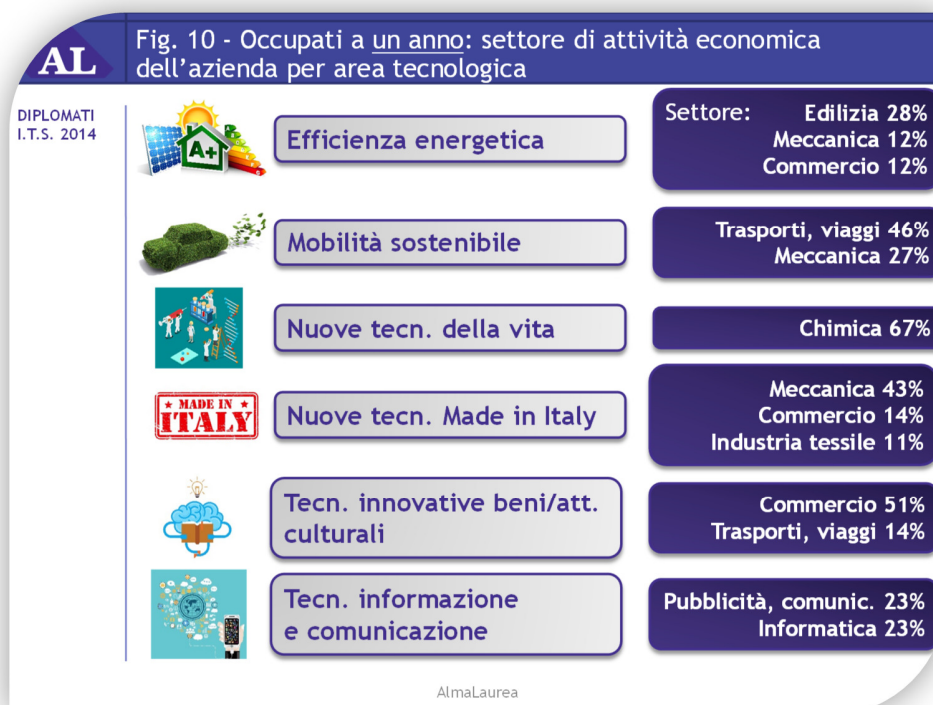 AL
Fig. 10 - Occupati a un anno: settore di attività economica
dell'azienda per area tecnologica
DIPLOMATI
I.T.S. 2014
A+
Efficienza energetica
Settore: Edilizia 28%
Meccanica 12%
Commercio 12%
Mobilità sostenibile
Trasporti, viaggi 46%
Meccanica 27%
Nuove tecn. della vita
Chimica 67%
MADE IN
ITALY
Nuove tecn. Made in Italy
Meccanica 43%
Commercio 14%
Industria tessile 11%
Tecn. innovative beni/att.
culturali
Commercio 51%
Trasporti, viaggi 14%
Tecn. informazione
e comunicazione
Pubblicità, comunic. 23%
Informatica 23%
AlmaLaurea